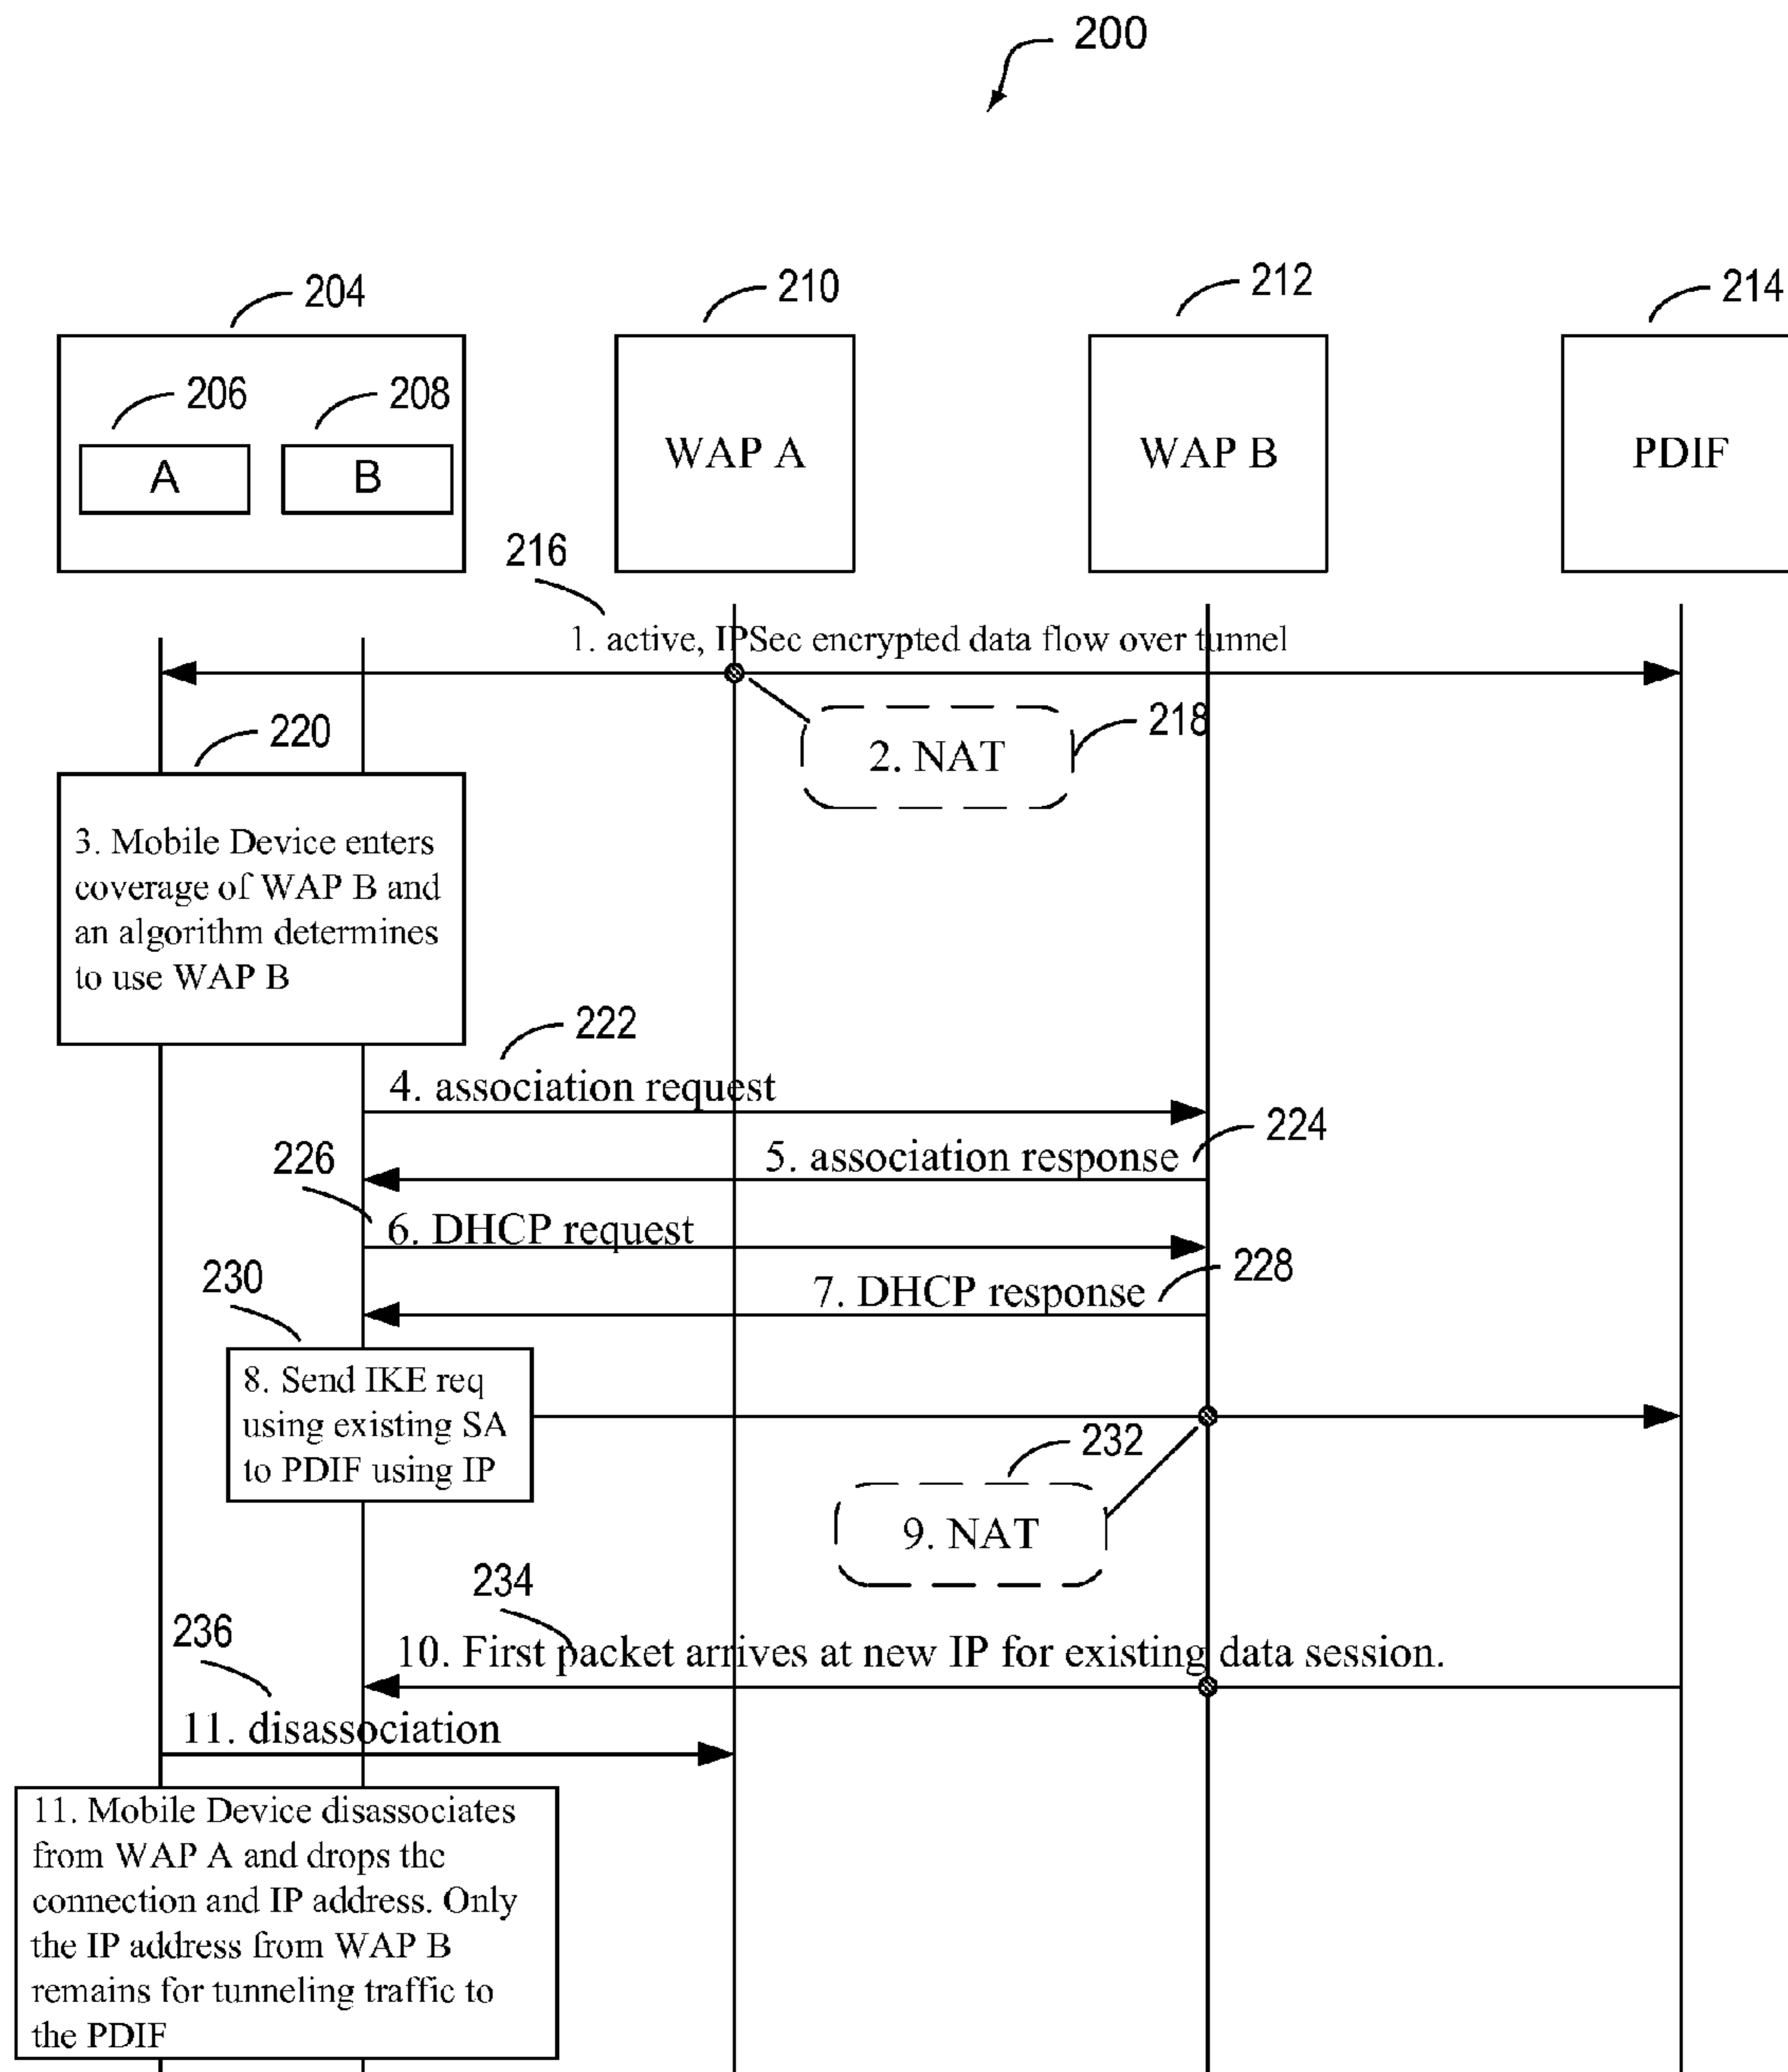 200
204
210
212
214
206
208
A
B
WAP A
WAP B
PDIF
216
1. active, IPSec encrypted data flow over tunnel
218
2. NAT
220
3. Mobile Device enters
coverage of WAP B and
an algorithm determines
to use WAP B
222
4. association request
224
5. association response
226
6. DHCP request
228
7. DHCP response
230
8. Send IKE req
using existing SA
to PDIF using IP
232
9. NAT
234
10. First packet arrives at new IP for existing data session.
236
11. disassociation
11. Mobile Device disassociates
from WAP A and drops the
connection and IP address. Only
the IP address from WAP B
remains for tunneling traffic to
the PDIF